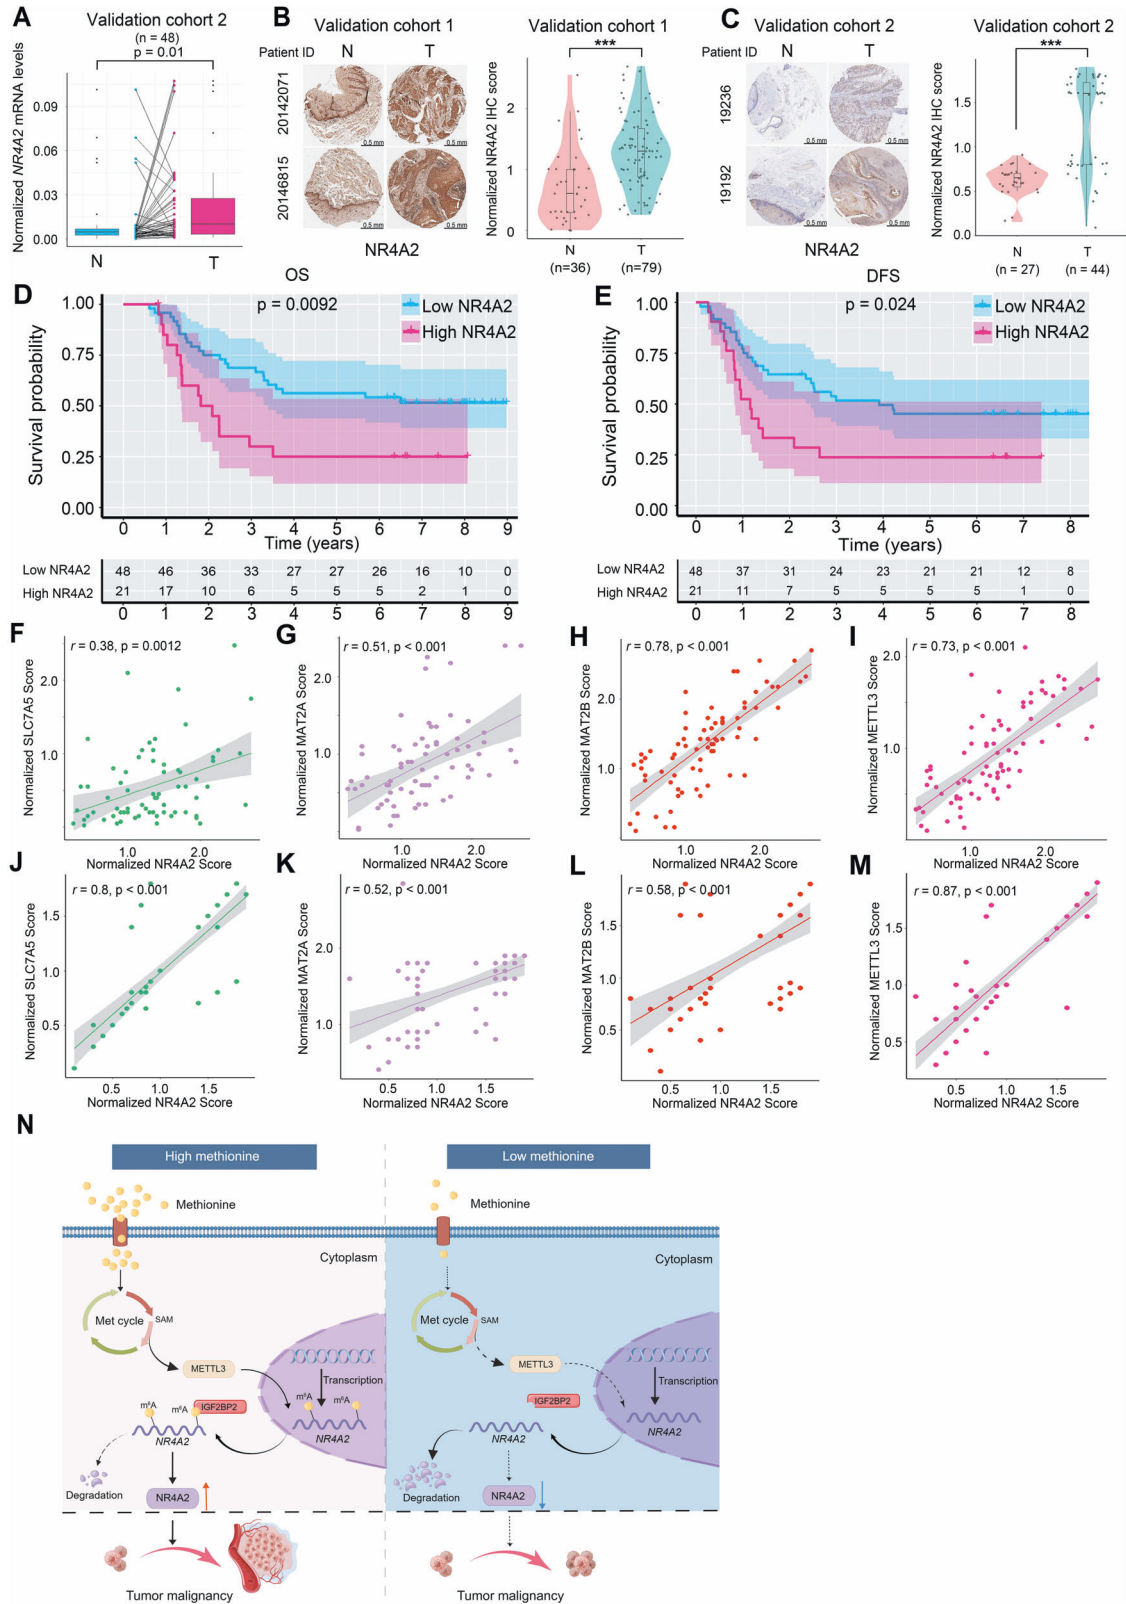 A
Validation cohort 2
(n = 48)
p = 0.01
Normalized NR4A2 mRNA levels
0.09
0.06
0.03
0.00
N
T
B
Validation cohort 1
Patient ID
N
T
20142071
20146815
0.5 mm
0.5 mm
0.5 mm
0.5 mm
NR4A2
Validation cohort 1
***
Normalized NR4A2 IHC score
2
1
0
N
T
(n=36)
(n=79)
C
Validation cohort 2
Patient ID
N
T
19236
19192
0.5 mm
0.5 mm
0.5 mm
0.5 mm
NR4A2
Validation cohort 2
***
Normalized NR4A2 IHC score
1.5
1.0
0.5
0.0
N
T
(n = 27)
(n = 44)
D
OS
p = 0.0092
Low NR4A2
High NR4A2
Survival probability
1.00
0.75
0.50
0.25
0.00
0 1 2 3 4 5 6 7 8 9
Time (years)
Low NR4A2 48 46 36 33 27 27 26 16 10 0
High NR4A2 21 17 10 6 5 5 5 2 1 0
0 1 2 3 4 5 6 7 8 9
E
DFS
p = 0.024
Low NR4A2
High NR4A2
Survival probability
1.00
0.75
0.50
0.25
0.00
0 1 2 3 4 5 6 7 8
Time (years)
Low NR4A2 48 37 31 24 23 21 21 12 8
High NR4A2 21 11 7 5 5 5 5 1 0
0 1 2 3 4 5 6 7 8
F
r = 0.38, p = 0.0012
Normalized SLC7A5 Score
2.0
1.0
1.0 2.0
Normalized NR4A2 Score
G
r = 0.51, p < 0.001
Normalized MAT2A Score
2.0
1.0
1.0 2.0
Normalized NR4A2 Score
H
r = 0.78, p < 0.001
Normalized MAT2B Score
2.0
1.0
1.0 2.0
Normalized NR4A2 Score
I
r = 0.73, p < 0.001
Normalized METTL3 Score
2.0
1.0
1.0 2.0
Normalized NR4A2 Score
J
r = 0.8, p < 0.001
Normalized SLC7A5 Score
1.5
1.0
0.5
0.5 1.0 1.5
Normalized NR4A2 Score
K
r = 0.52, p < 0.001
Normalized MAT2A Score
2.0
1.0
0.5 1.0 1.5
Normalized NR4A2 Score
L
r = 0.58, p < 0.001
Normalized MAT2B Score
1.5
1.0
0.5
0.5 1.0 1.5
Normalized NR4A2 Score
M
r = 0.87, p < 0.001
Normalized METTL3 Score
1.5
1.0
0.5
0.5 1.0 1.5
Normalized NR4A2 Score
N
High methionine
Methionine
Cytoplasm
Met cycle
SAM
METTL3
Transcription
m⁶A
m⁶A
m⁶A
m⁶A
IGF2BP2
NR4A2
NR4A2
Degradation
NR4A2
Tumor malignancy
Low methionine
Methionine
Cytoplasm
Met cycle
SAM
METTL3
Transcription
IGF2BP2
NR4A2
NR4A2
Degradation
NR4A2
Tumor malignancy